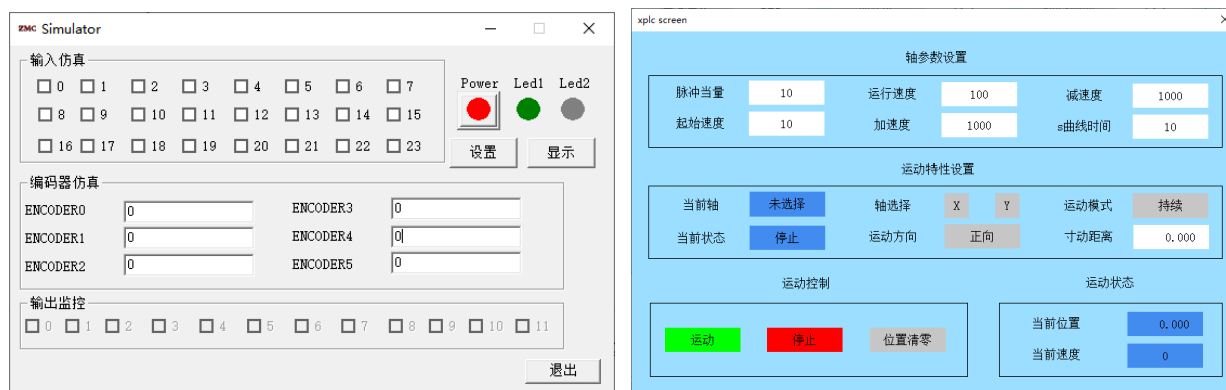 ZMC Simulator
输入仿真
0 1 2 3 4 5 6 7
8 9 10 11 12 13 14 15
16 17 18 19 20 21 22 23
Power Led1 Led2
设置 显示
编码器仿真
ENCODER0 0 ENCODER3 0
ENCODER1 0 ENCODER4 0
ENCODER2 0 ENCODER5 0
输出监控
0 1 2 3 4 5 6 7 8 9 10 11
退出
xplc screen
轴参数设置
脉冲当量 10 运行速度 100 减速度 1000
起始速度 10 加速度 1000 s曲线时间 10
运动特性设置
当前轴 未选择 轴选择 X Y 运动模式 持续
当前状态 停止 运动方向 正向 寸动距离 0.000
运动控制
运动 停止 位置清零
运动状态
当前位置 0.000
当前速度 0